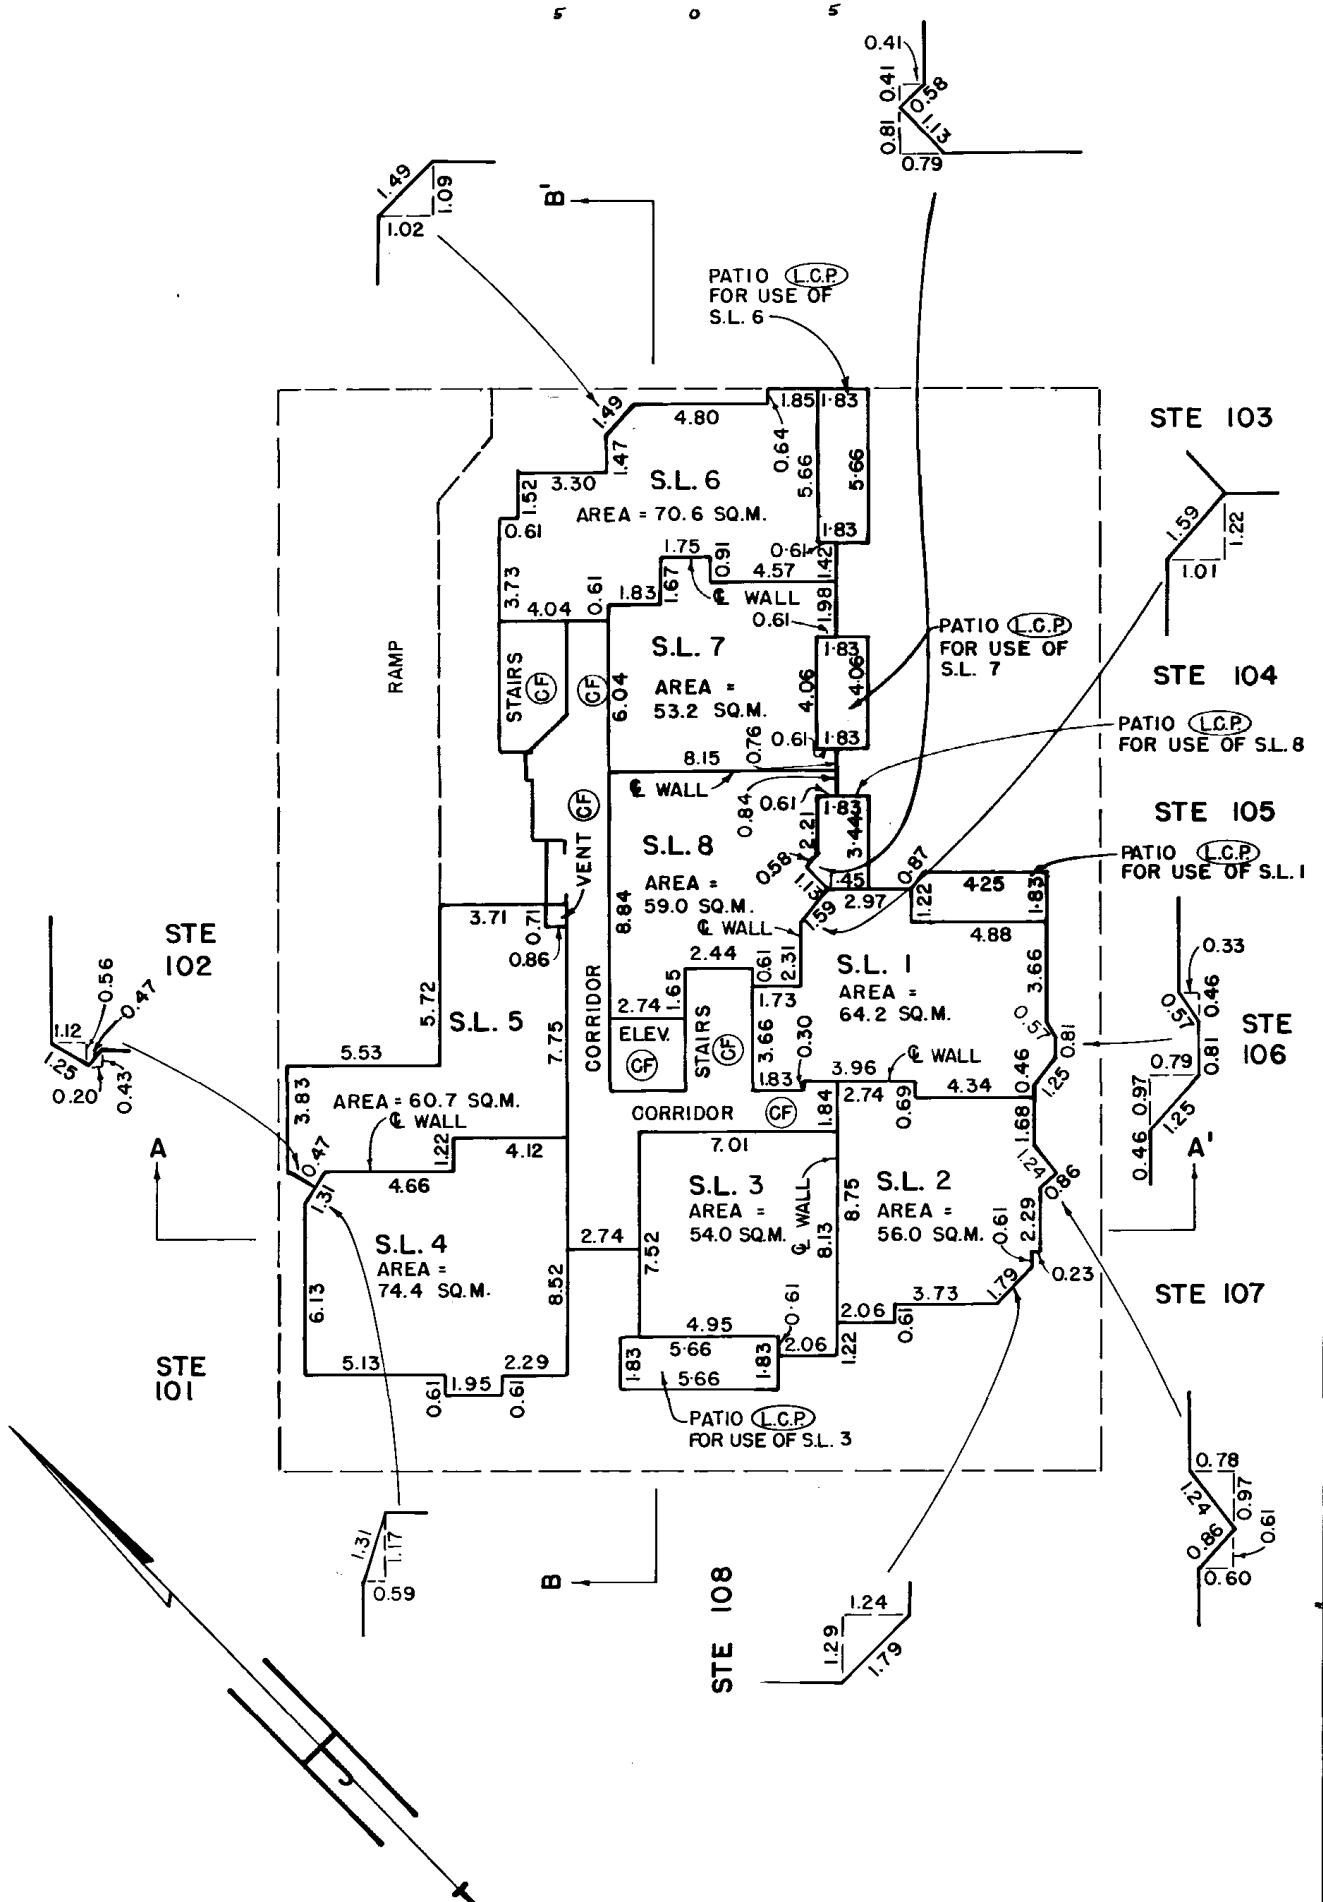 5 0 5
0.41
0.41
0.58
0.81
1.13
0.79
1.49
1.09
1.02
B'
PATIO L.C.P.
FOR USE OF
S.L. 6
1.85
1.83
1.49
4.80
0.64
5.66
5.66
1.47
3.30
1.52
S.L. 6
AREA = 70.6 SQ.M.
0.61
1.83
0.61
1.42
1.75
0.91
4.57
3.73
4.04
0.61
1.83
1.67
℄ WALL
1.98
0.61
RAMP
STAIRS
CF
CF
6.04
S.L. 7
AREA =
53.2 SQ.M.
1.83
4.06
4.06
1.83
0.61
0.76
PATIO L.C.P.
FOR USE OF
S.L. 7
STE 103
1.59
1.22
1.01
STE 104
PATIO L.C.P.
FOR USE OF S.L. 8
STE 105
PATIO L.C.P.
FOR USE OF S.L. 1
8.15
℄ WALL
0.84
0.61
1.83
2.21
3.44
CF
VENT
S.L. 8
AREA =
59.0 SQ.M.
℄ WALL
8.84
0.58
1.13
1.45
1.59
2.97
0.87
1.22
4.25
1.83
4.88
3.71
0.71
0.86
STE
102
0.56
0.47
1.12
1.25
0.20
0.43
5.72
S.L. 5
7.75
CORRIDOR
2.44
0.61
2.31
1.65
2.74
1.73
ELEV.
CF
STAIRS
CF
3.66
1.83
0.30
S.L. 1
AREA =
64.2 SQ.M.
3.66
0.57
0.81
0.33
0.46
0.57
0.81
0.79
0.97
1.25
0.46
STE
106
5.53
3.83
AREA = 60.7 SQ.M.
℄ WALL
℄ WALL
3.96
2.74
0.69
4.34
0.46
1.25
CORRIDOR
CF
1.84
1.68
A
A'
0.47
1.31
4.66
1.22
4.12
7.01
S.L. 3
AREA =
54.0 SQ.M.
℄ WALL
8.75
8.13
S.L. 2
AREA =
56.0 SQ.M.
1.24
0.86
2.29
0.61
0.23
S.L. 4
AREA =
74.4 SQ.M.
6.13
2.74
7.52
8.52
3.73
1.79
STE 107
2.06
0.61
1.22
4.95
0.61
2.06
5.66
1.83
1.83
5.66
STE
101
5.13
0.61
1.95
0.61
2.29
PATIO L.C.P.
FOR USE OF S.L. 3
1.31
1.17
0.59
B
STE 108
1.24
1.29
1.79
0.78
1.24
0.97
0.86
0.61
0.60